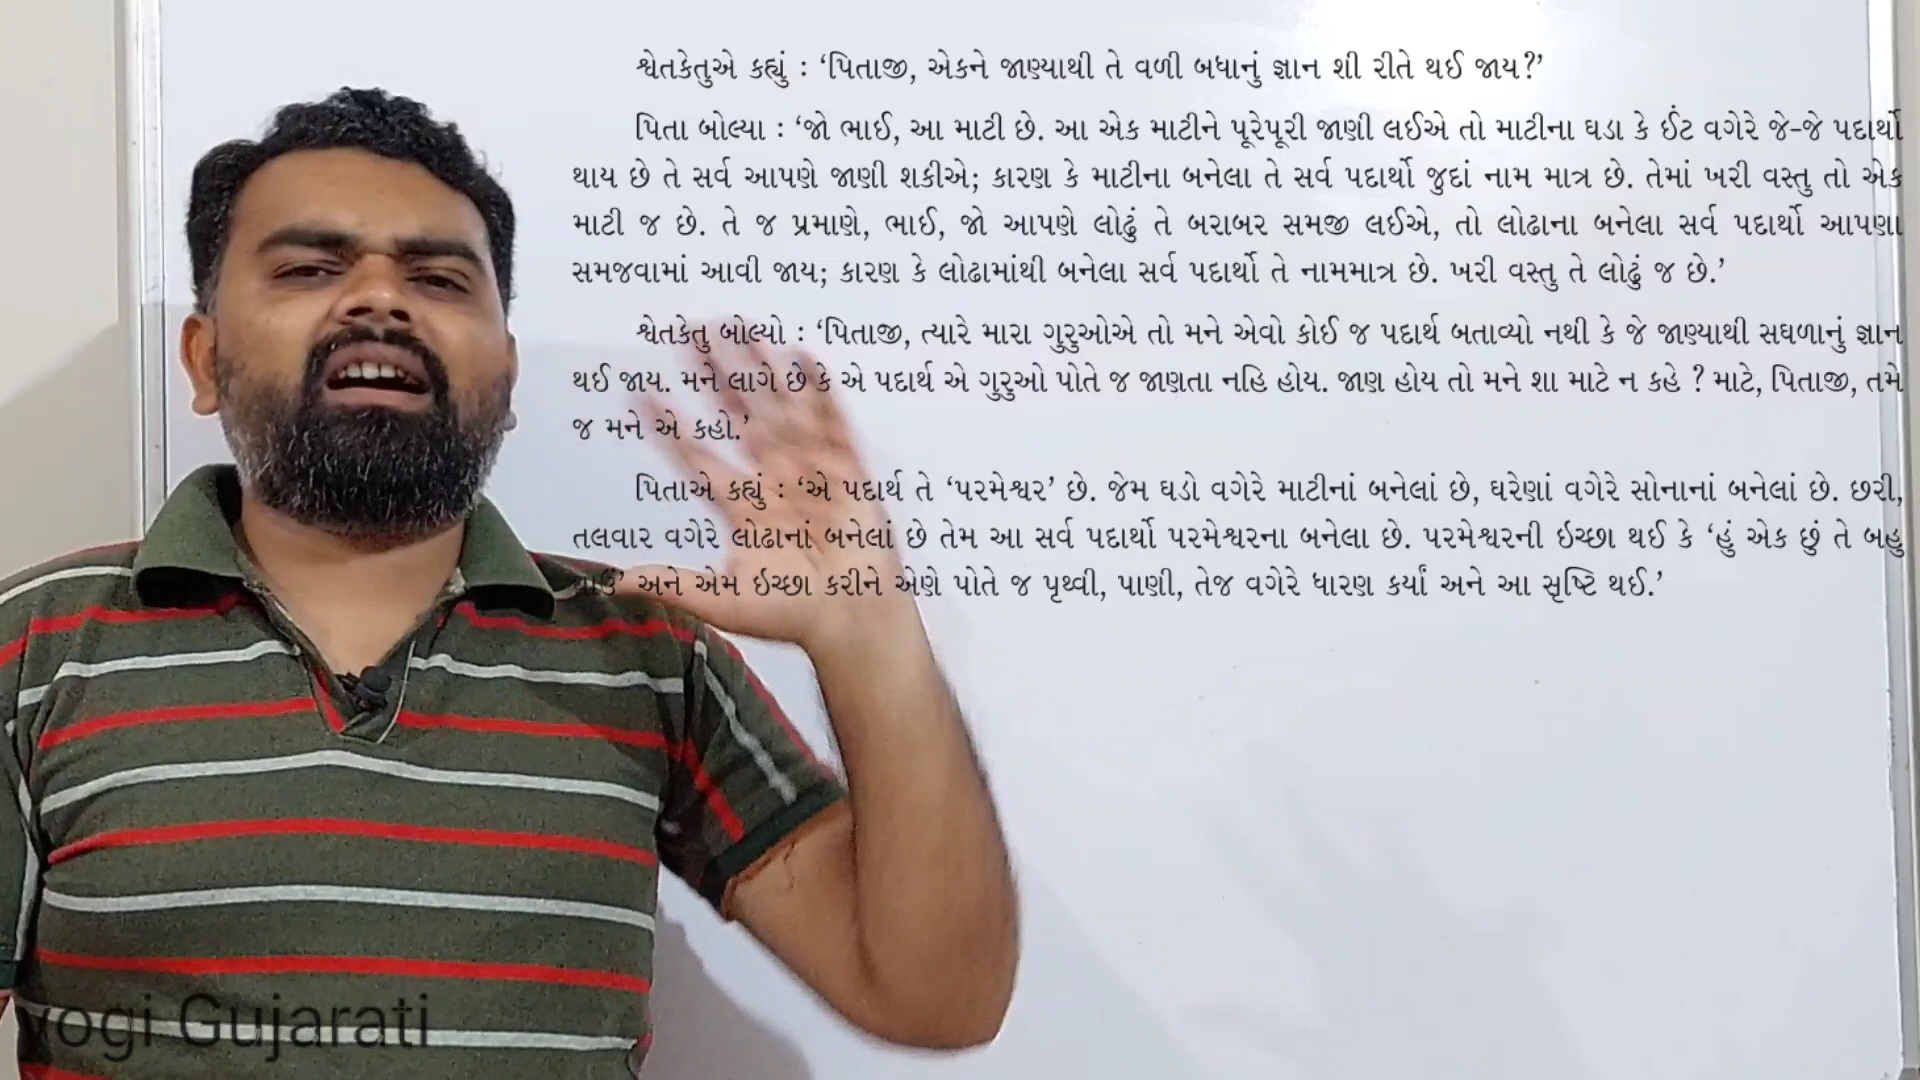 શ્વેતકેતુએ કહ્યું : ‘પિતાજી, એકને જાણ્યાથી તે વળી બધાનું જ્ઞાન શી રીતે થઈ જાય?’
પિતા બોલ્યા : ‘જો ભાઈ, આ માટી છે. આ એક માટીને પૂરેપૂરી જાણી લઈએ તો માટીના ઘડા કે ઈંટ વગેરે જે-જે પદાર્થો
થાય છે તે સર્વ આપણે જાણી શકીએ; કારણ કે માટીના બનેલા તે સર્વ પદાર્થો જુદાં નામ માત્ર છે. તેમાં ખરી વસ્તુ તો એક
માટી જ છે. તે જ પ્રમાણે, ભાઈ, જો આપણે લોઢું તે બરાબર સમજી લઈએ, તો લોઢાના બનેલા સર્વ પદાર્થો આપણા
સમજવામાં આવી જાય; કારણ કે લોઢામાંથી બનેલા સર્વ પદાર્થો તે નામમાત્ર છે. ખરી વસ્તુ તે લોઢું જ છે.’
શ્વેતકેતુ બોલ્યો : ‘પિતાજી, ત્યારે મારા ગુરુઓએ તો મને એવો કોઈ જ પદાર્થ બતાવ્યો નથી કે જે જાણ્યાથી સઘળાનું જ્ઞાન
થઈ જાય. મને લાગે છે કે એ પદાર્થ એ ગુરુઓ પોતે જ જાણતા નહિ હોય. જાણ હોય તો મને શા માટે ન કહે ? માટે, પિતાજી, તમે
જ મને એ કહો.’
પિતાએ કહ્યું : ‘એ પદાર્થ તે ‘પરમેશ્વર’ છે. જેમ ઘડો વગેરે માટીનાં બનેલાં છે, ઘરેણાં વગેરે સોનાનાં બનેલાં છે. છરી,
તલવાર વગેરે લોઢાનાં બનેલાં છે તેમ આ સર્વ પદાર્થો પરમેશ્વરના બનેલા છે. પરમેશ્વરની ઇચ્છા થઈ કે ‘હું એક છું તે બહુ
થાઉં’ અને એમ ઇચ્છા કરીને એણે પોતે જ પૃથ્વી, પાણી, તેજ વગેરે ધારણ કર્યાં અને આ સૃષ્ટિ થઈ.’
yogi Gujarati